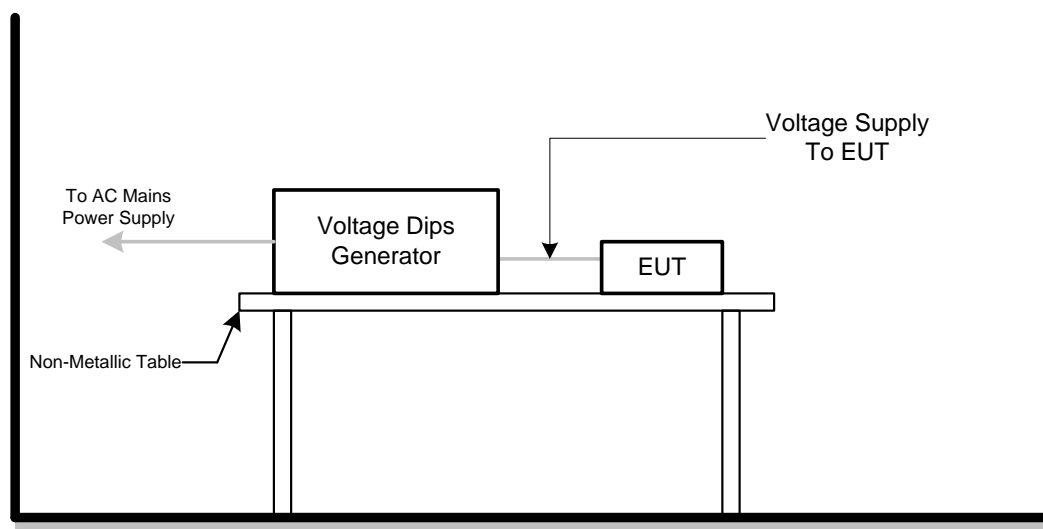 Voltage Supply
To EUT
To AC Mains
Power Supply
Voltage Dips
Generator
EUT
Non-Metallic Table